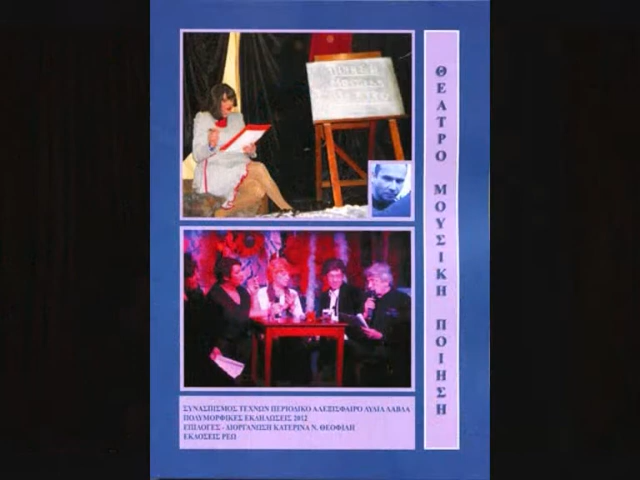 ΘΕΑΤΡΟ ΜΟΥΣΙΚΗ ΠΟΙΗΣΗ
ΣΥΝΑΣΠΙΣΜΟΣ ΤΕΧΝΩΝ ΠΕΡΙΟΔΙΚΟ ΑΛΕΞΙΣΦΑΙΡΟ ΛΥΔΙΑ ΛΑΒΔΑ
ΠΟΛΥΜΟΡΦΙΚΕΣ ΕΚΔΗΛΩΣΕΙΣ 2012
ΕΠΙΛΟΓΕΣ - ΔΙΟΡΓΑΝΩΣΗ ΚΑΤΕΡΙΝΑ Ν. ΘΕΟΦΙΛΗ
ΕΚΔΟΣΕΙΣ ΡΕΩ